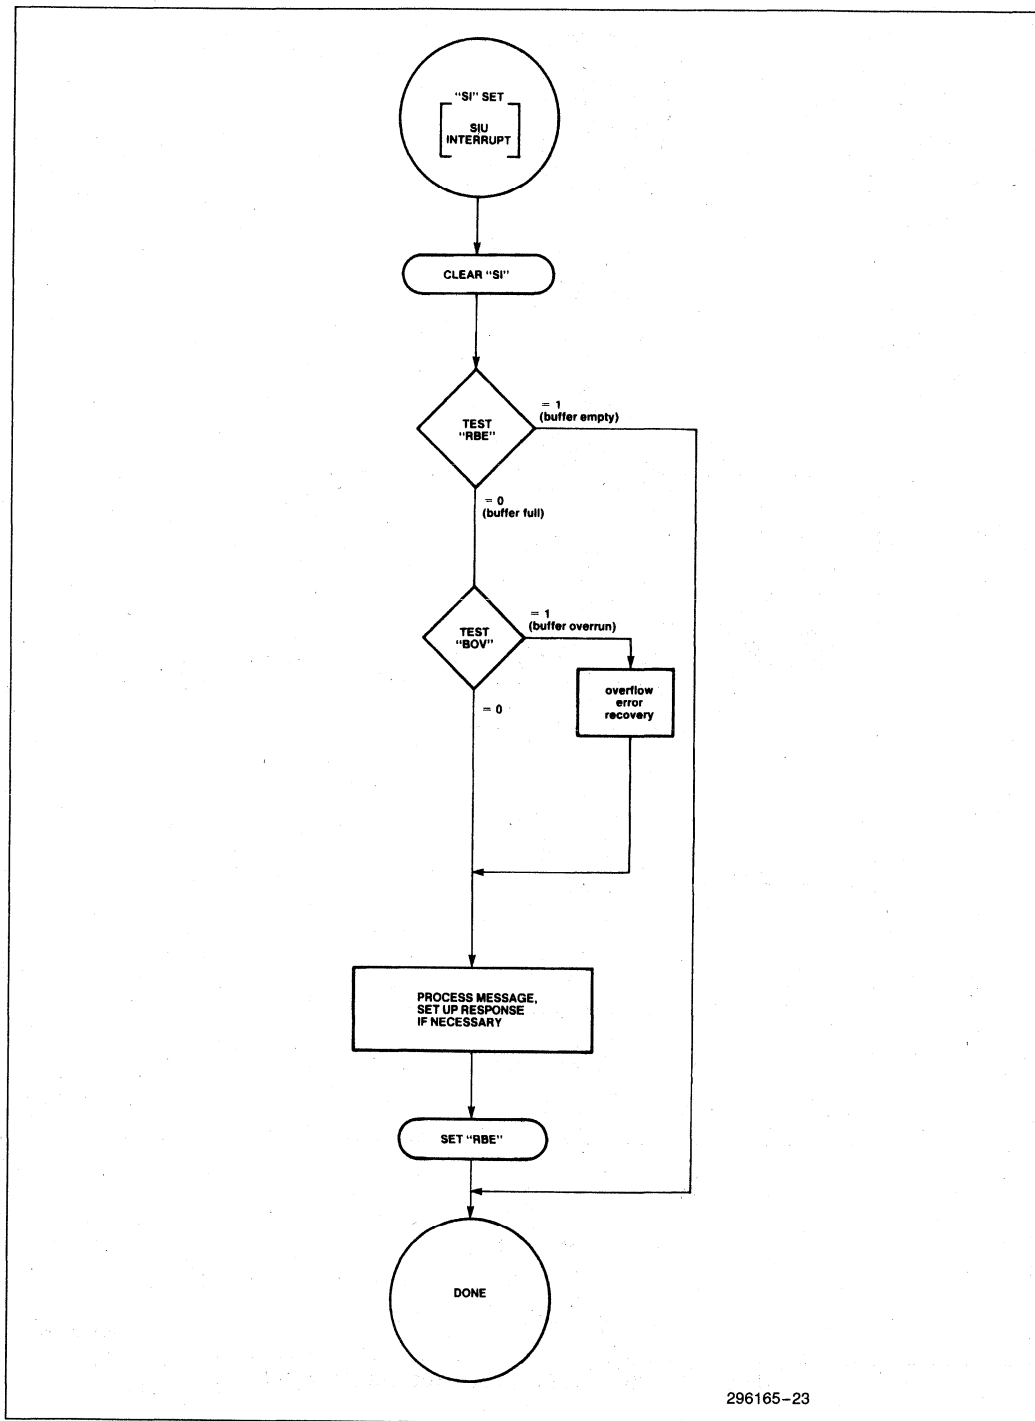 "SI" SET
SIU
INTERRUPT
CLEAR "SI"
= 1
(buffer empty)
TEST
"RBE"
= 0
(buffer full)
= 1
(buffer overrun)
TEST
"BOV"
overflow
error
recovery
= 0
PROCESS MESSAGE,
SET UP RESPONSE
IF NECESSARY
SET "RBE"
DONE
296165-23